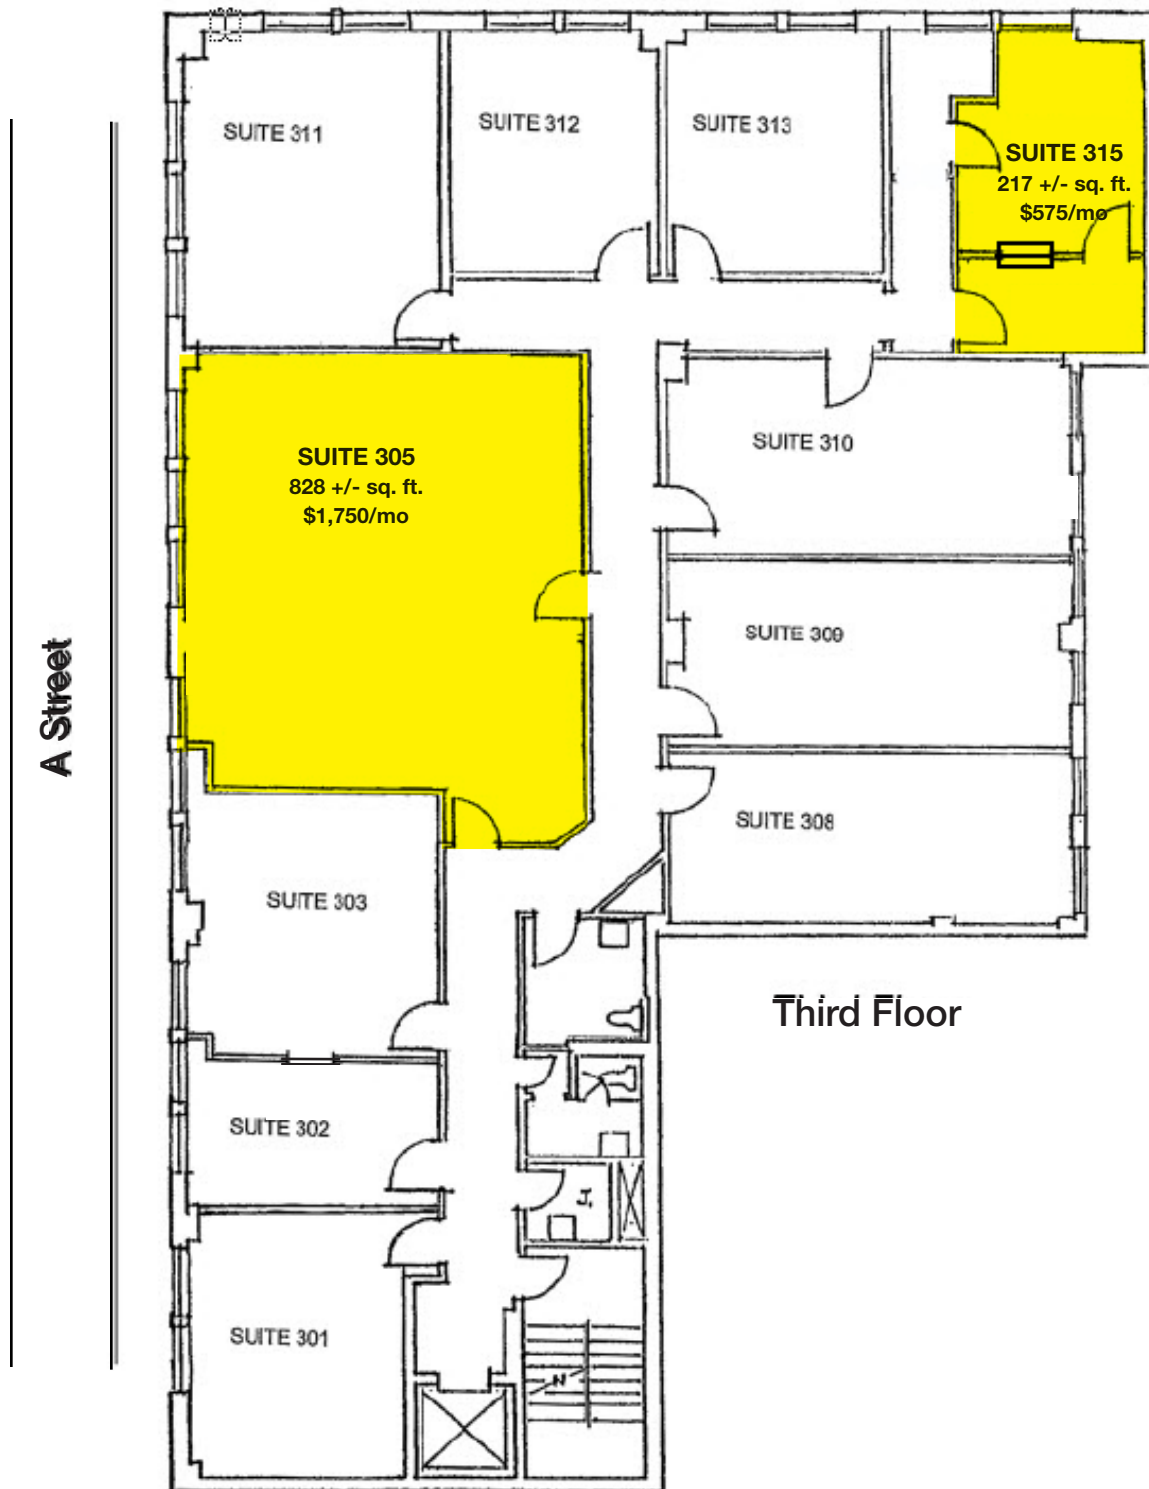 SUITE 311
SUITE 312
SUITE 313
SUITE 315
217 +/- sq. ft.
$575/mo
SUITE 305
828 +/- sq. ft.
$1,750/mo
SUITE 310
SUITE 309
SUITE 308
A Street
SUITE 303
Third Floor
SUITE 302
J.
SUITE 301
N